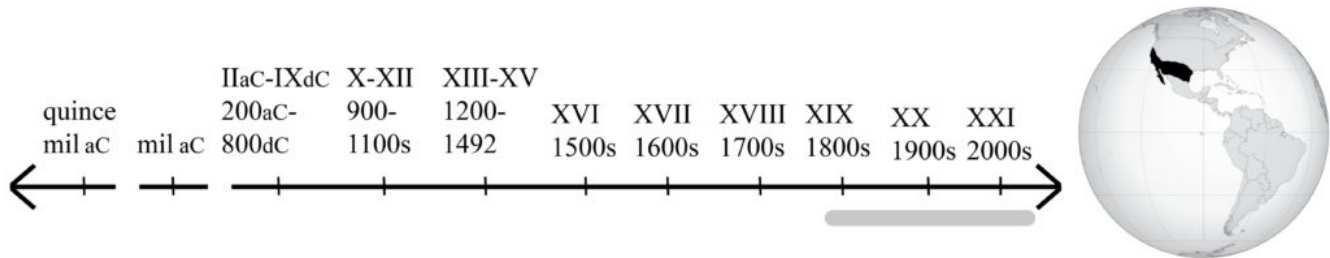 IIaC-IXdC X-XII XIII-XV
quince 200aC- 900- 1200- XVI XVII XVIII XIX XX XXI
mil aC mil aC 800dC 1100s 1492 1500s 1600s 1700s 1800s 1900s 2000s